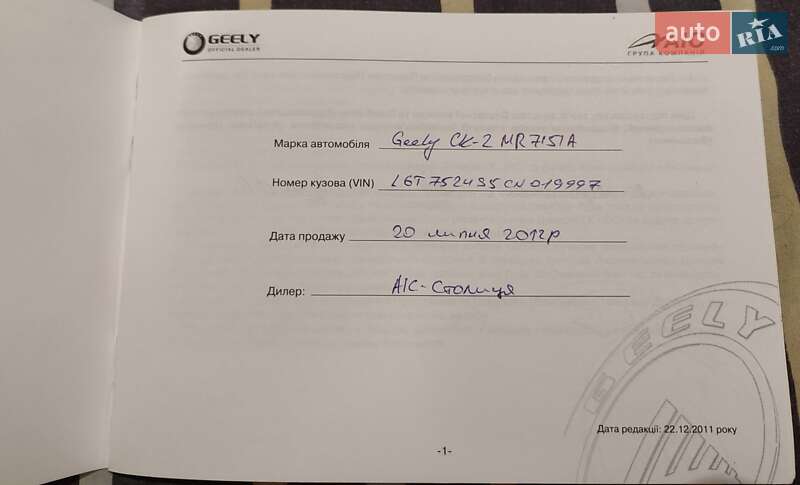 GEELY
OFFICIAL DEALER
ГРУПА КОМПАНІЙ
auto RIA .com
Марка автомобіля Geely CK-2 MR7151A
Номер кузова (VIN) L6T7524S5CN019997
Дата продажу 20 липня 2012р
Дилер: АІС-Столиця
GEELY
Дата редакції: 22.12.2011 року
-1-